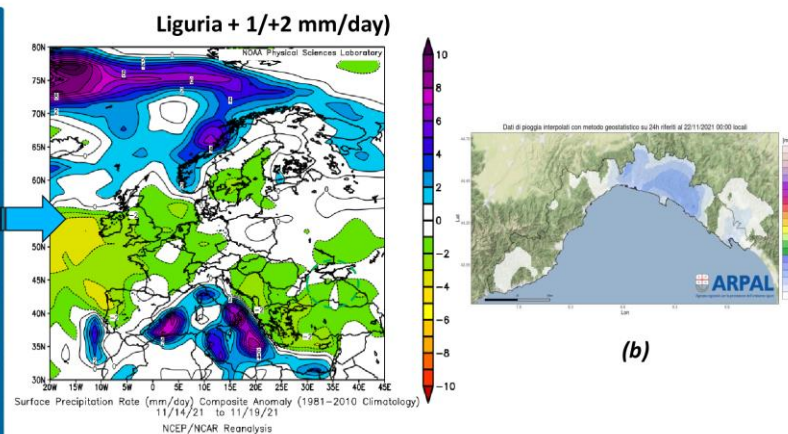 Liguria + 1/+2 mm/day)
NOAA Physical Sciences Laboratory
80N
75N
70N
65N
60N
55N
50N
45N
40N
35N
30N
20W 15W 10W 5W 0 5E 10E 15E 20E 25E 30E 35E 40E 45E
10
8
6
4
2
0
−2
−4
−6
−8
−10
Surface Precipitation Rate (mm/day) Composite Anomaly (1981−2010 Climatology)
11/14/21 to 11/19/21
NCEP/NCAR Reanalysis
Dati di pioggia interpolati con metodo geostatistico su 24h riferiti al 22/11/2021 00:00 locali
Lat
Lon
ARPAL
(b)